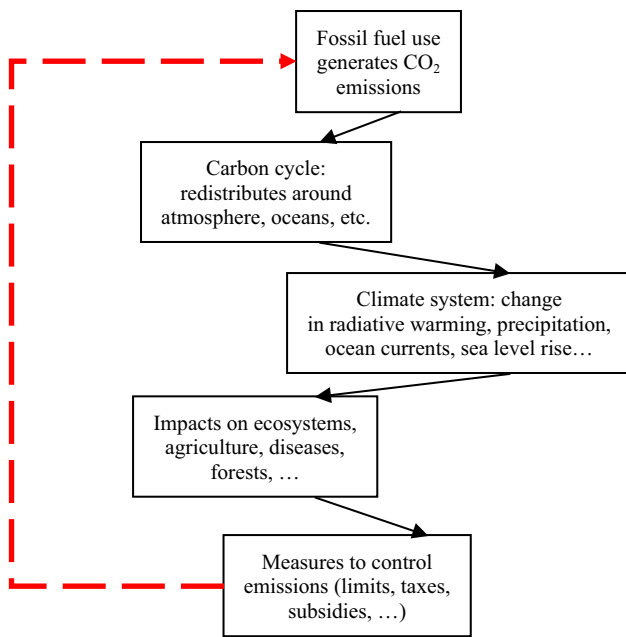 Fossil fuel use
generates CO₂
emissions
Carbon cycle:
redistributes around
atmosphere, oceans, etc.
Climate system: change
in radiative warming, precipitation,
ocean currents, sea level rise…
Impacts on ecosystems,
agriculture, diseases,
forests, …
Measures to control
emissions (limits, taxes,
subsidies, …)